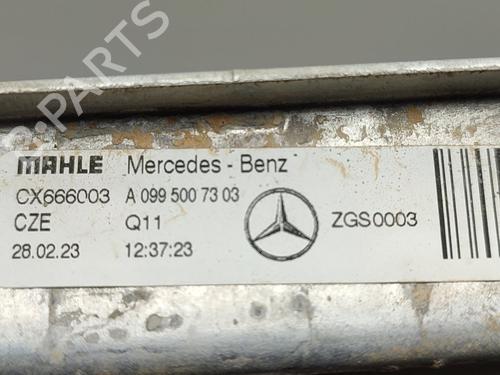 PARTS
MAHLE Mercedes - Benz
CX666003 A 099 500 73 03
CZE Q11 ZGS0003
28.02.23 12:37:23